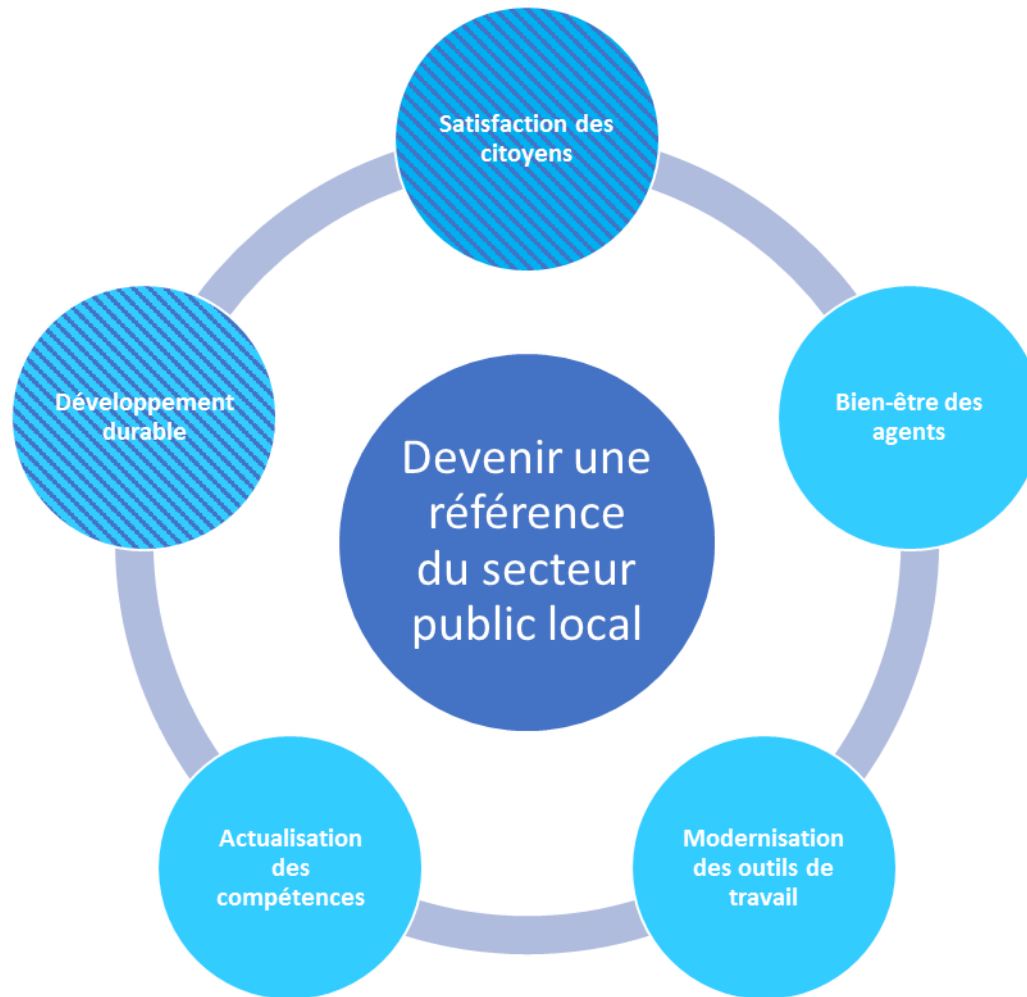 Satisfaction des
citoyens
Développement
durable
Bien-être des
agents
Devenir une
référence
du secteur
public local
Actualisation
des
compétences
Modernisation
des outils de
travail